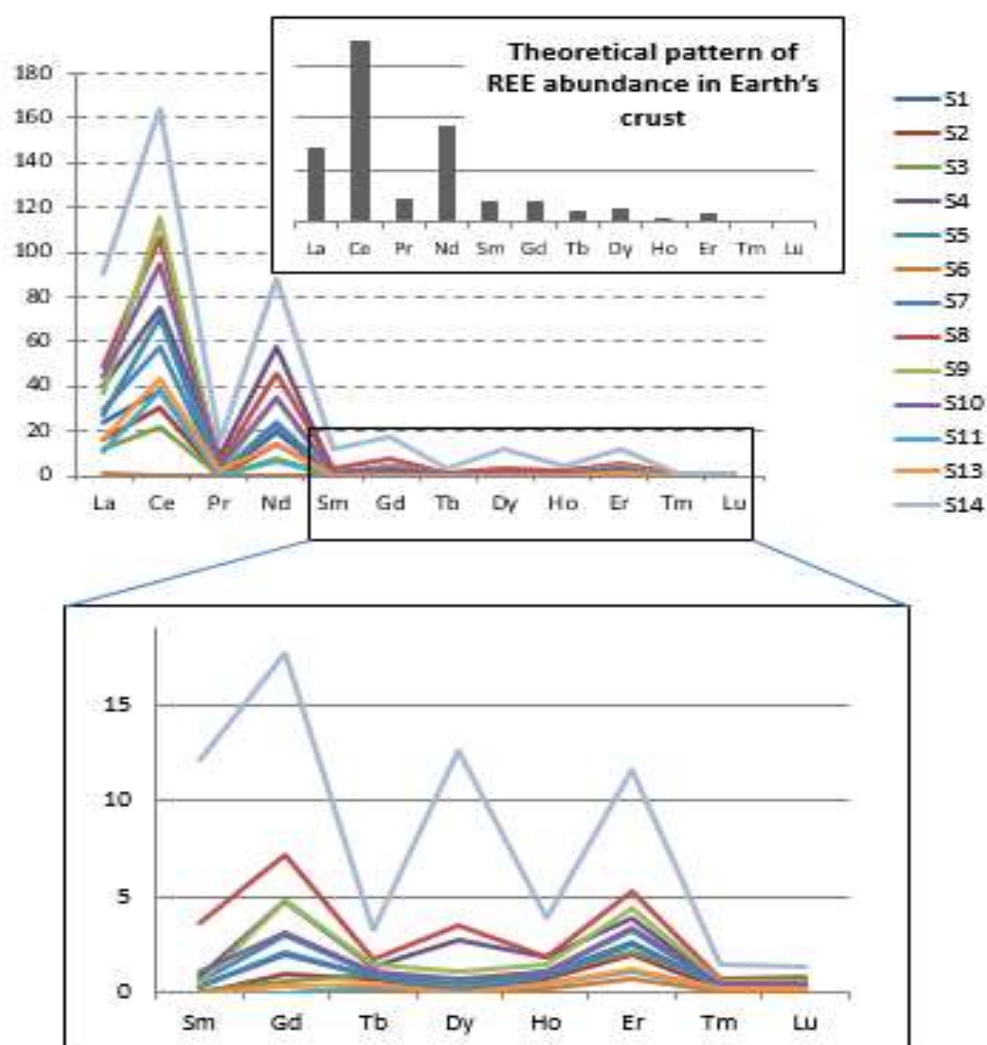 Theoretical pattern of
REE abundance in Earth's
crust
La Ce Pr Nd Sm Gd Tb Dy Ho Er Tm Lu
180
160
140
120
100
80
60
40
20
0
La Ce Pr Nd Sm Gd Tb Dy Ho Er Tm Lu
S1
S2
S3
S4
S5
S6
S7
S8
S9
S10
S11
S13
S14
15
10
5
0
Sm Gd Tb Dy Ho Er Tm Lu